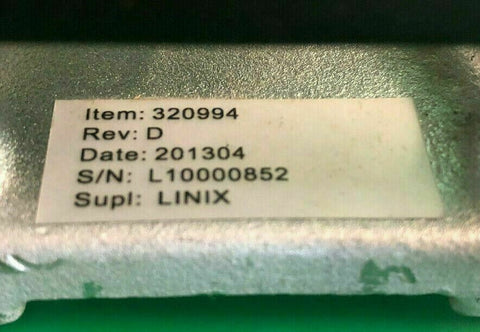 Item: 320994
Rev: D
Date: 201304
S/N: L10000852
Supl: LINIX